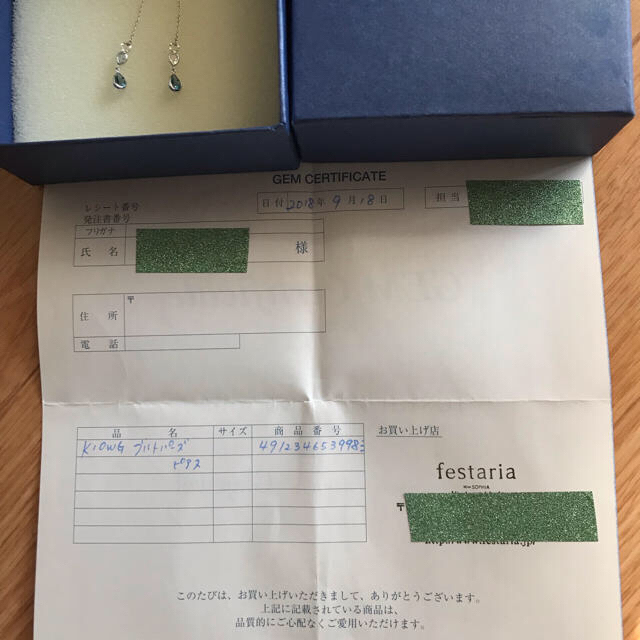 GEM CERTIFICATE
レシート番号
発注書番号
日付 2018年 9月 18日
担当
フリガナ
氏 名 様
住 所 〒
電 話
品 名 サイズ 商 品 番 号 お買い上げ店
K10WG ブルートパーズ
ピアス
festaria
〒
このたびは、お買い上げいただきまして、ありがとうございます。
上記に記載されている商品は、
品質的にご心配なくご愛用いただけます。